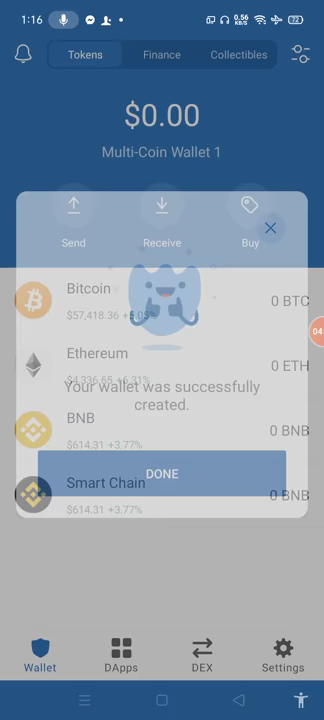 1:16
0.56
KB/S
72
Tokens
Finance
Collectibles
$0.00
Multi-Coin Wallet 1
Send
Receive
Buy
Bitcoin
0 BTC
$57,418.36 +5.05%
04
Ethereum
0 ETH
$4,336.65 +6.31%
Your wallet was successfully
created.
BNB
0 BNB
$614.31 +3.77%
DONE
Smart Chain
0 BNB
$614.31 +3.77%
Wallet
DApps
DEX
Settings